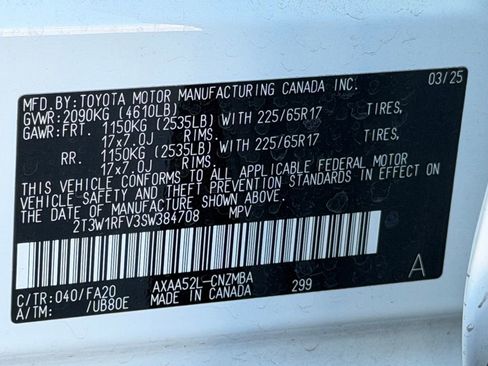 MFD.BY:TOYOTA MOTOR MANUFACTURING CANADA INC. 03/25
GVWR:2090KG (4610LB)
GAWR:FRT. 1150KG (2535LB) WITH 225/65R17 TIRES,
17x7.0J RIMS.
RR. 1150KG (2535LB) WITH 225/65R17 TIRES,
17x7.0J RIMS.
THIS VEHICLE CONFORMS TO ALL APPLICABLE FEDERAL MOTOR
VEHICLE SAFETY AND THEFT PREVENTION STANDARDS IN EFFECT ON
THE DATE OF MANUFACTURE SHOWN ABOVE.
2T3W1RFV3SW384708 MPV
C/TR:040/FA20 AXAA52L-CNZMBA A
A/TM: /UB80E MADE IN CANADA 299